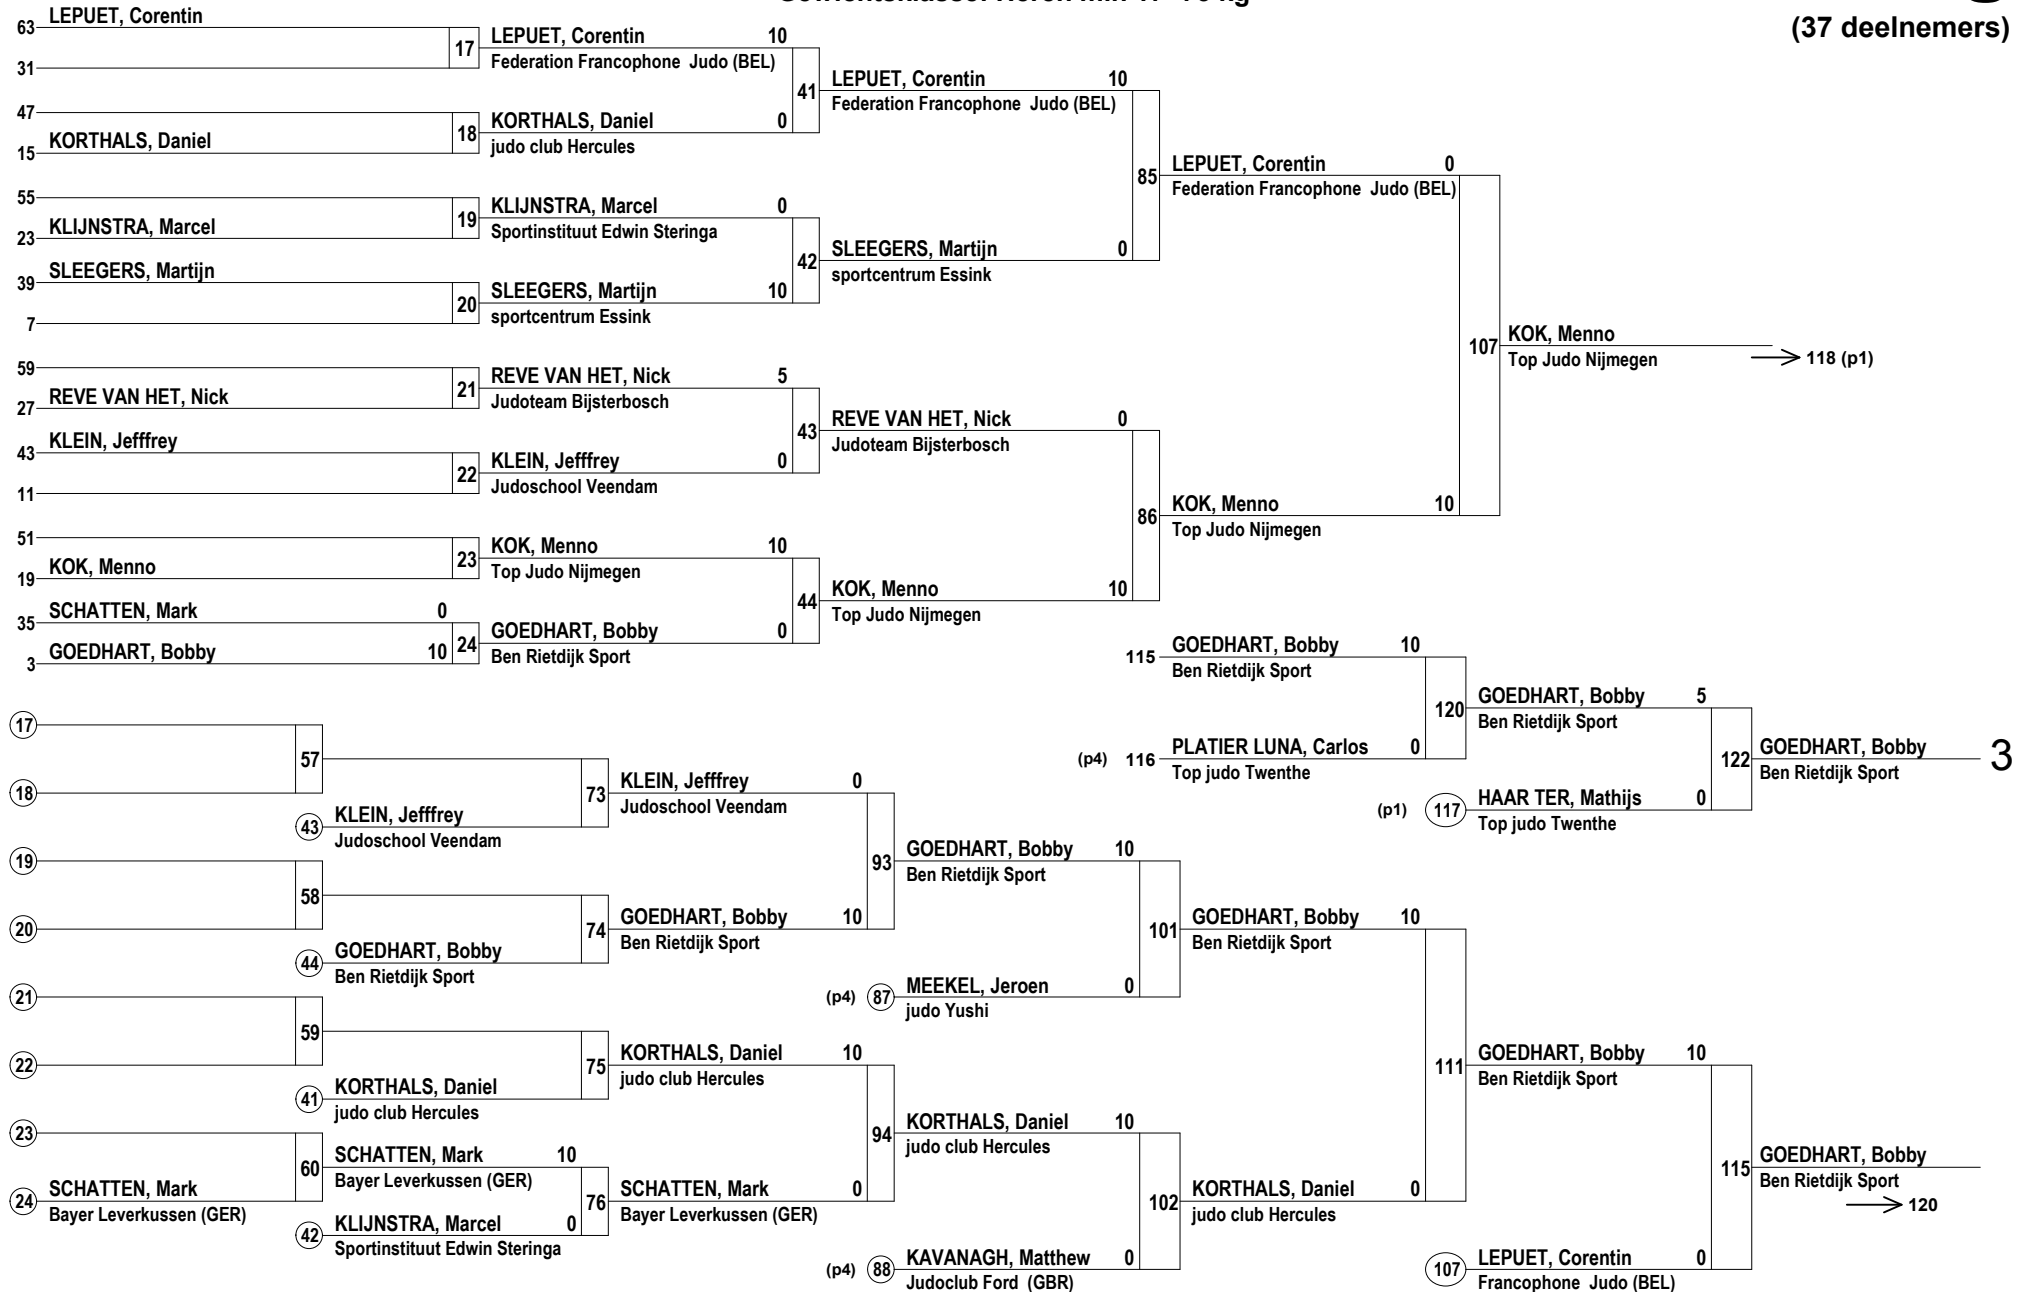 (37 deelnemers)
63 LEPUET, Corentin
31
17 LEPUET, Corentin 10
Federation Francophone Judo (BEL)
47
15 KORTHALS, Daniel
18 KORTHALS, Daniel 0
judo club Hercules
41 LEPUET, Corentin 10
Federation Francophone Judo (BEL)
55
23 KLIJNSTRA, Marcel
19 KLIJNSTRA, Marcel 0
Sportinstituut Edwin Steringa
39 SLEEGERS, Martijn
7
20 SLEEGERS, Martijn 10
sportcentrum Essink
42 SLEEGERS, Martijn 0
sportcentrum Essink
85 LEPUET, Corentin 0
Federation Francophone Judo (BEL)
59
27 REVE VAN HET, Nick
21 REVE VAN HET, Nick 5
Judoteam Bijsterbosch
43 KLEIN, Jefffrey
11
22 KLEIN, Jefffrey 0
Judoschool Veendam
43 REVE VAN HET, Nick 0
Judoteam Bijsterbosch
51
19 KOK, Menno
23 KOK, Menno 10
Top Judo Nijmegen
35 SCHATTEN, Mark 0
3 GOEDHART, Bobby 10
24 GOEDHART, Bobby 0
Ben Rietdijk Sport
44 KOK, Menno 10
Top Judo Nijmegen
86 KOK, Menno 10
Top Judo Nijmegen
107 KOK, Menno
Top Judo Nijmegen
118 (p1)
115 GOEDHART, Bobby 10
Ben Rietdijk Sport
(p4) 116 PLATIER LUNA, Carlos 0
Top judo Twenthe
120 GOEDHART, Bobby 5
Ben Rietdijk Sport
(p1) 117 HAAR TER, Mathijs 0
Top judo Twenthe
122 GOEDHART, Bobby 3
Ben Rietdijk Sport
17
18
57
43 KLEIN, Jefffrey
Judoschool Veendam
73 KLEIN, Jefffrey 0
Judoschool Veendam
19
20
58
44 GOEDHART, Bobby
Ben Rietdijk Sport
74 GOEDHART, Bobby 10
Ben Rietdijk Sport
93 GOEDHART, Bobby 10
Ben Rietdijk Sport
(p4) 87 MEEKEL, Jeroen 0
judo Yushi
101 GOEDHART, Bobby 10
Ben Rietdijk Sport
21
22
59
41 KORTHALS, Daniel
judo club Hercules
75 KORTHALS, Daniel 10
judo club Hercules
23
24 SCHATTEN, Mark
Bayer Leverkussen (GER)
60 SCHATTEN, Mark 10
Bayer Leverkussen (GER)
42 KLIJNSTRA, Marcel 0
Sportinstituut Edwin Steringa
76 SCHATTEN, Mark 0
Bayer Leverkussen (GER)
94 KORTHALS, Daniel 10
judo club Hercules
(p4) 88 KAVANAGH, Matthew 0
Judoclub Ford (GBR)
102 KORTHALS, Daniel 0
judo club Hercules
111 GOEDHART, Bobby 10
Ben Rietdijk Sport
107 LEPUET, Corentin 0
Francophone Judo (BEL)
115 GOEDHART, Bobby
Ben Rietdijk Sport
120